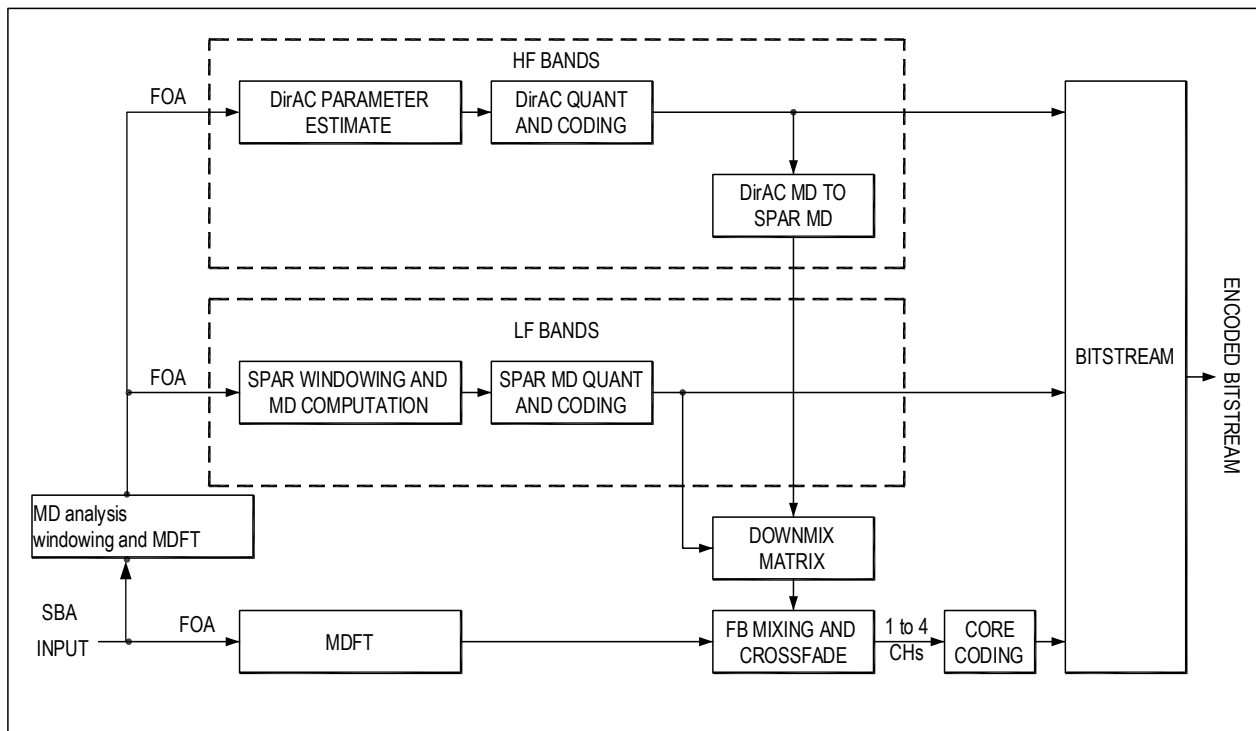 HF BANDS
FOA
DirAC PARAMETER
ESTIMATE
DirAC QUANT
AND CODING
DirAC MD TO
SPAR MD
LF BANDS
FOA
SPAR WINDOWING AND
MD COMPUTATION
SPAR MD QUANT
AND CODING
BITSTREAM
ENCODED BITSTREAM
MD analysis
windowing and MDFT
DOWNMIX
MATRIX
SBA
INPUT
FOA
MDFT
FB MIXING AND
CROSSFADE
1 to 4
CHs
CORE
CODING